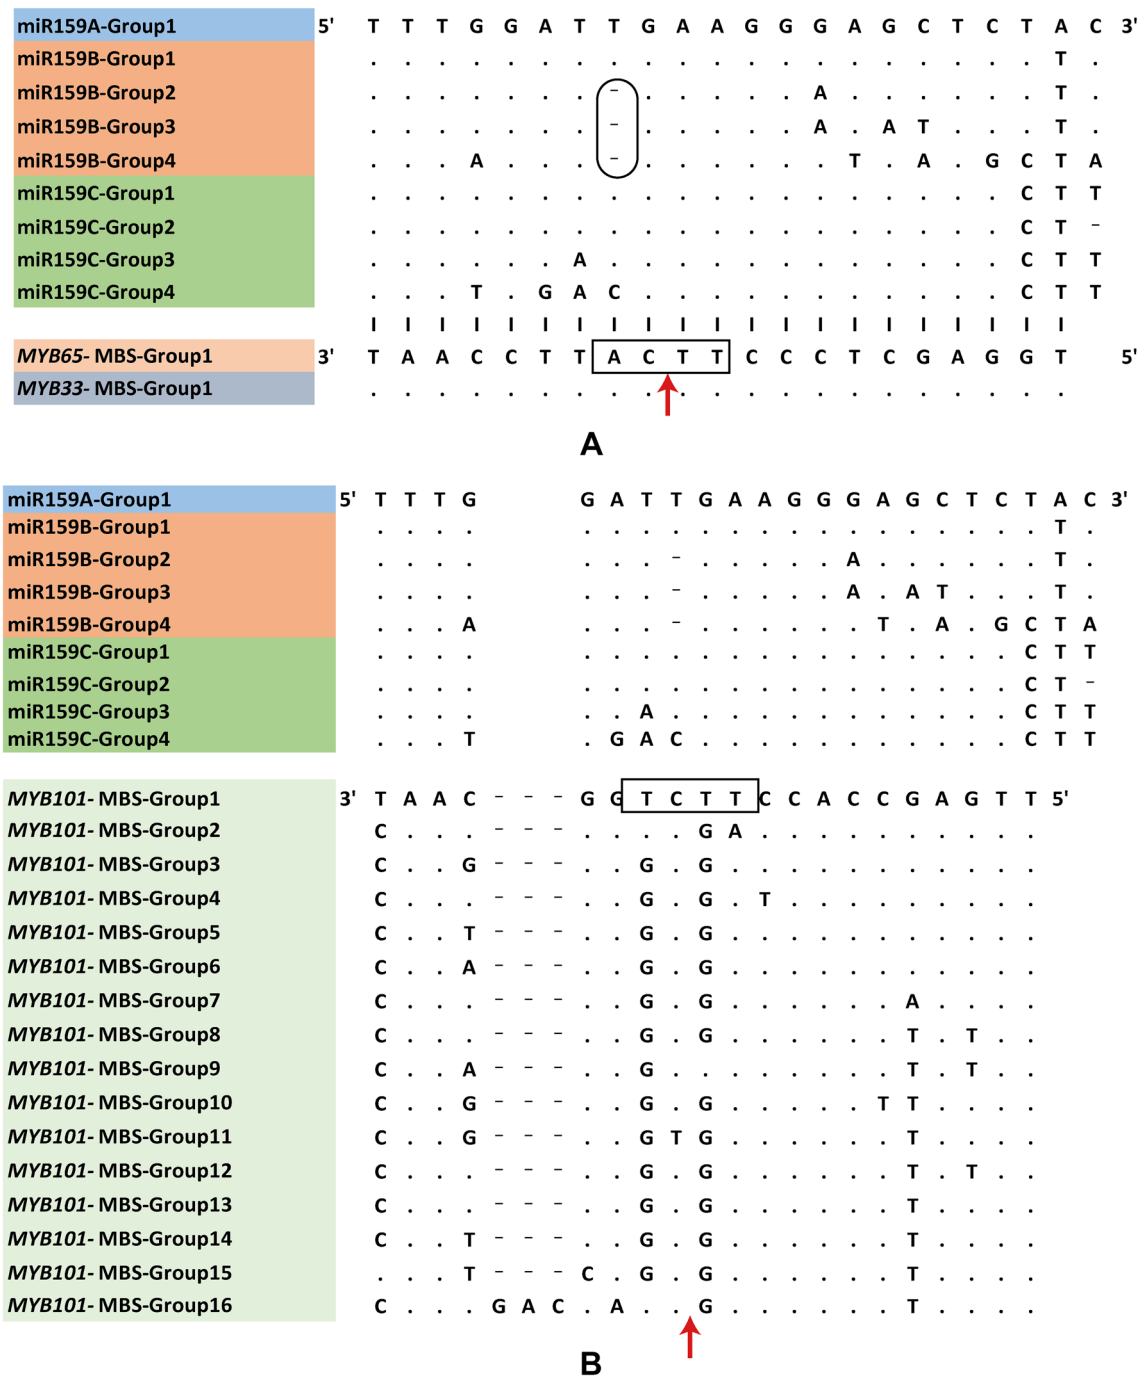 miR159A-Group1 5' T T T G G A T T G A A G G G A G C T C T A C 3'
miR159B-Group1 . . . . . . . . . . . . . . . . . . . . T .
miR159B-Group2 . . . . . . . - . . . . . A . . . . . . T .
miR159B-Group3 . . . . . . . - . . . . . A . A T . . . T .
miR159B-Group4 . . . A . . . - . . . . . . T . A . G C T A
miR159C-Group1 . . . . . . . . . . . . . . . . . . . C T T
miR159C-Group2 . . . . . . . . . . . . . . . . . . . C T -
miR159C-Group3 . . . . . . A . . . . . . . . . . . . C T T
miR159C-Group4 . . . T . G A C . . . . . . . . . . . C T T
| | | | | | | | | | | | | | | | | | | | |
MYB65- MBS-Group1 3' T A A C C T T A C T T C C C T C G A G G T 5'
MYB33- MBS-Group1 . . . . . . . . . . . . . . . . . . . . .
A
miR159A-Group1 5' T T T G G A T T G A A G G G A G C T C T A C 3'
miR159B-Group1 . . . . . . . . . . . . . . . . . . . . T .
miR159B-Group2 . . . . . . . - . . . . . A . . . . . . T .
miR159B-Group3 . . . . . . . - . . . . . A . A T . . . T .
miR159B-Group4 . . . A . . . - . . . . . . T . A . G C T A
miR159C-Group1 . . . . . . . . . . . . . . . . . . . C T T
miR159C-Group2 . . . . . . . . . . . . . . . . . . . C T -
miR159C-Group3 . . . . . . A . . . . . . . . . . . . C T T
miR159C-Group4 . . . T . G A C . . . . . . . . . . . C T T
MYB101- MBS-Group1 3' T A A C - - - G G T C T T C C A C C G A G T T 5'
MYB101- MBS-Group2 C . . . - - - . . . . G A . . . . . . . . . .
MYB101- MBS-Group3 C . . G - - - . . G . G . . . . . . . . . . .
MYB101- MBS-Group4 C . . . - - - . . G . G . T . . . . . . . . .
MYB101- MBS-Group5 C . . T - - - . . G . G . . . . . . . . . . .
MYB101- MBS-Group6 C . . A - - - . . G . G . . . . . . . . . . .
MYB101- MBS-Group7 C . . . - - - . . G . G . . . . . . A . . . .
MYB101- MBS-Group8 C . . . - - - . . G . G . . . . . . T . T . .
MYB101- MBS-Group9 C . . A - - - . . G . . . . . . . . T . T . .
MYB101- MBS-Group10 C . . G - - - . . G . G . . . . . T T . . . .
MYB101- MBS-Group11 C . . G - - - . . G T G . . . . . . T . . . .
MYB101- MBS-Group12 C . . . - - - . . G . G . . . . . . T . T . .
MYB101- MBS-Group13 C . . . - - - . . G . G . . . . . . T . . . .
MYB101- MBS-Group14 C . . T - - - . . G . G . . . . . . T . . . .
MYB101- MBS-Group15 . . . T - - - C . G . G . . . . . . T . . . .
MYB101- MBS-Group16 C . . . G A C . A . . G . . . . . . T . . . .
B